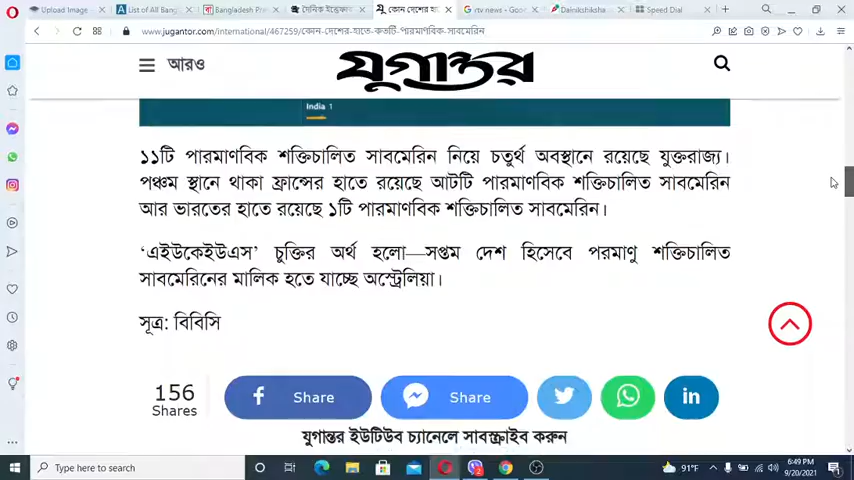 Upload Image
List of All Bang
Bangladesh Pre
দৈনিক ইত্তেফাক
কোন দেশের হাতে
rtv news - Goo
Dainikshiksha
Speed Dial
www.jugantor.com/international/467259/কোন-দেশের-হাতে-কতটি-পারমাণবিক-সাবমেরিন
আরও
যুগান্তর
India 1
১১টি পারমাণবিক শক্তিচালিত সাবমেরিন নিয়ে চতুর্থ অবস্থানে রয়েছে যুক্তরাজ্য।
পঞ্চম স্থানে থাকা ফ্রান্সের হাতে রয়েছে আটটি পারমাণবিক শক্তিচালিত সাবমেরিন
আর ভারতের হাতে রয়েছে ১টি পারমাণবিক শক্তিচালিত সাবমেরিন।
‘এইউকেইউএস’ চুক্তির অর্থ হলো—সপ্তম দেশ হিসেবে পরমাণু শক্তিচালিত
সাবমেরিনের মালিক হতে যাচ্ছে অস্ট্রেলিয়া।
সূত্র: বিবিসি
156
Shares
Share
Share
যুগান্তর ইউটিউব চ্যানেলে সাবস্ক্রাইব করুন
Type here to search
91°F
6:49 PM
9/20/2021